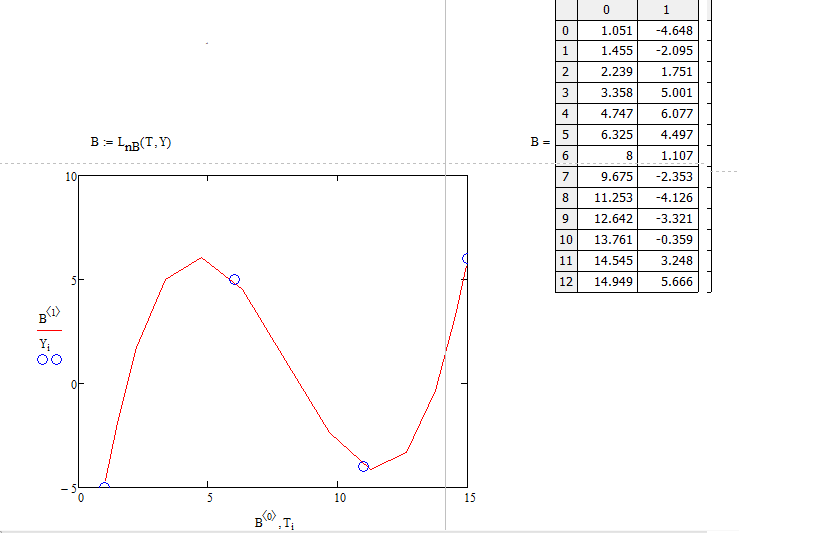 0 1
0 1.051 -4.648
1 1.455 -2.095
2 2.239 1.751
3 3.358 5.001
4 4.747 6.077
B := LnB(T,Y)
B =
5 6.325 4.497
6 8 1.107
7 9.675 -2.353
8 11.253 -4.126
9 12.642 -3.321
10 13.761 -0.359
11 14.545 3.248
12 14.949 5.666
10
5
B⟨1⟩
Yi
0
−5
0 5 10 15
B⟨0⟩,Ti